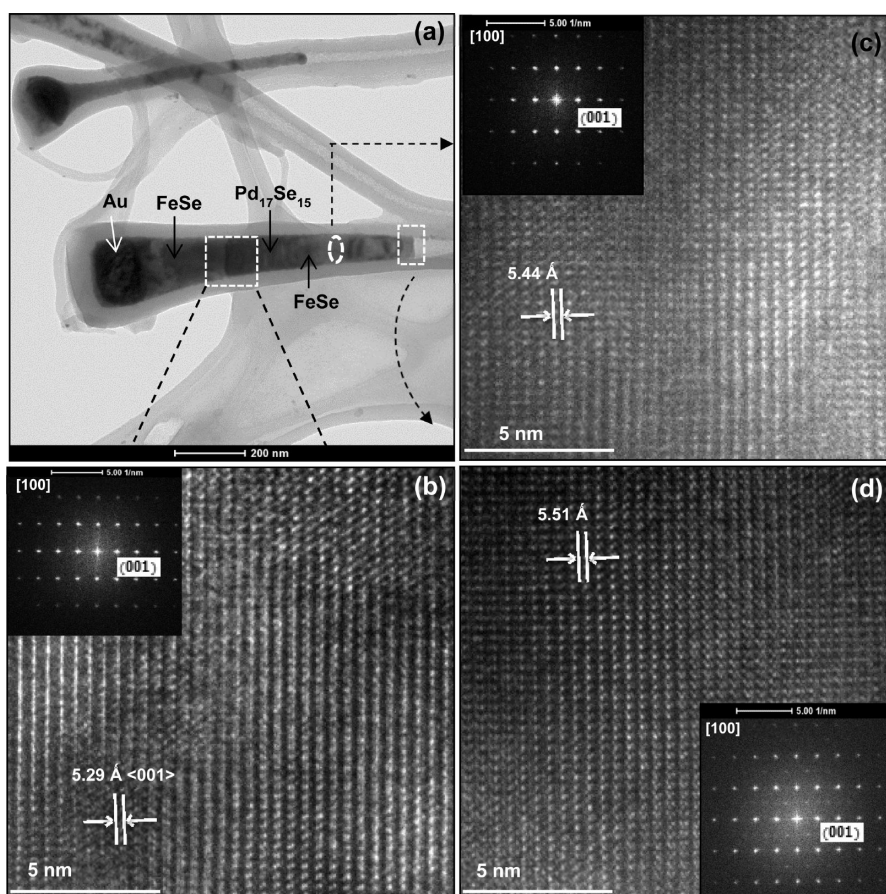 (a)
Au
FeSe
Pd17Se15
FeSe
200 nm
5.00 1/nm
[100]
(c)
(001)
5.44 Å
5 nm
5.00 1/nm
[100]
(b)
(001)
5.29 Å <001>
5 nm
(d)
5.51 Å
5.00 1/nm
[100]
(001)
5 nm